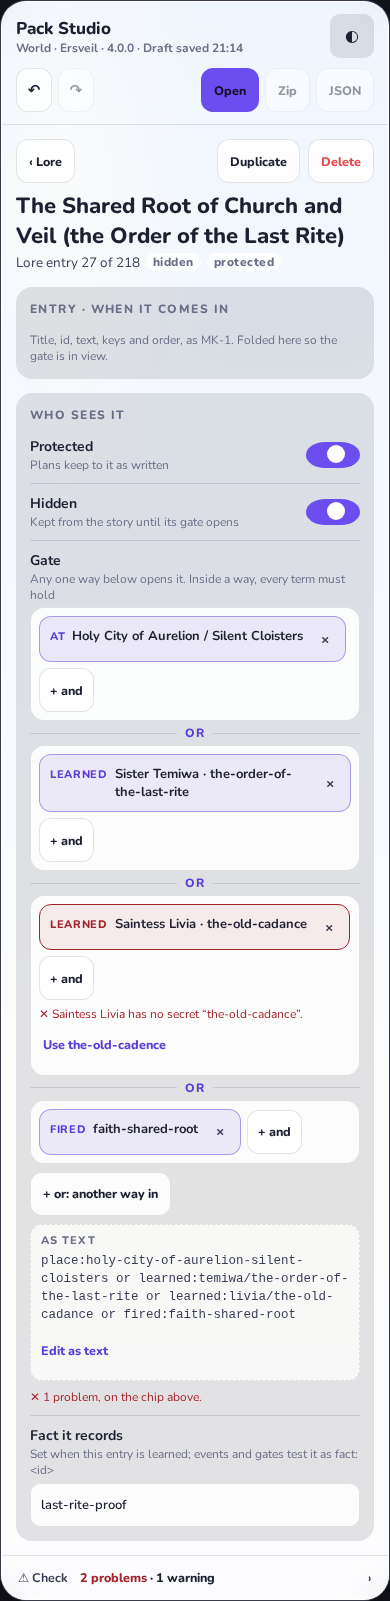 Pack Studio
World · Ersveil · 4.0.0 · Draft saved 21:14
Open
Zip
JSON
‹ Lore
Duplicate
Delete
The Shared Root of Church and
Veil (the Order of the Last Rite)
Lore entry 27 of 218 hidden protected
ENTRY · WHEN IT COMES IN
Title, id, text, keys and order, as MK-1. Folded here so the
gate is in view.
WHO SEES IT
Protected
Plans keep to it as written
Hidden
Kept from the story until its gate opens
Gate
Any one way below opens it. Inside a way, every term must
hold
AT Holy City of Aurelion / Silent Cloisters ×
+ and
OR
LEARNED Sister Temiwa · the-order-of-
the-last-rite ×
+ and
OR
LEARNED Saintess Livia · the-old-cadance ×
+ and
✕ Saintess Livia has no secret “the-old-cadance”.
Use the-old-cadence
OR
FIRED faith-shared-root × + and
+ or: another way in
AS TEXT
place:holy-city-of-aurelion-silent-
cloisters or learned:temiwa/the-order-of-
the-last-rite or learned:livia/the-old-
cadance or fired:faith-shared-root
Edit as text
✕ 1 problem, on the chip above.
Fact it records
Set when this entry is learned; events and gates test it as fact:
<id>
last-rite-proof
⚠ Check 2 problems · 1 warning ›